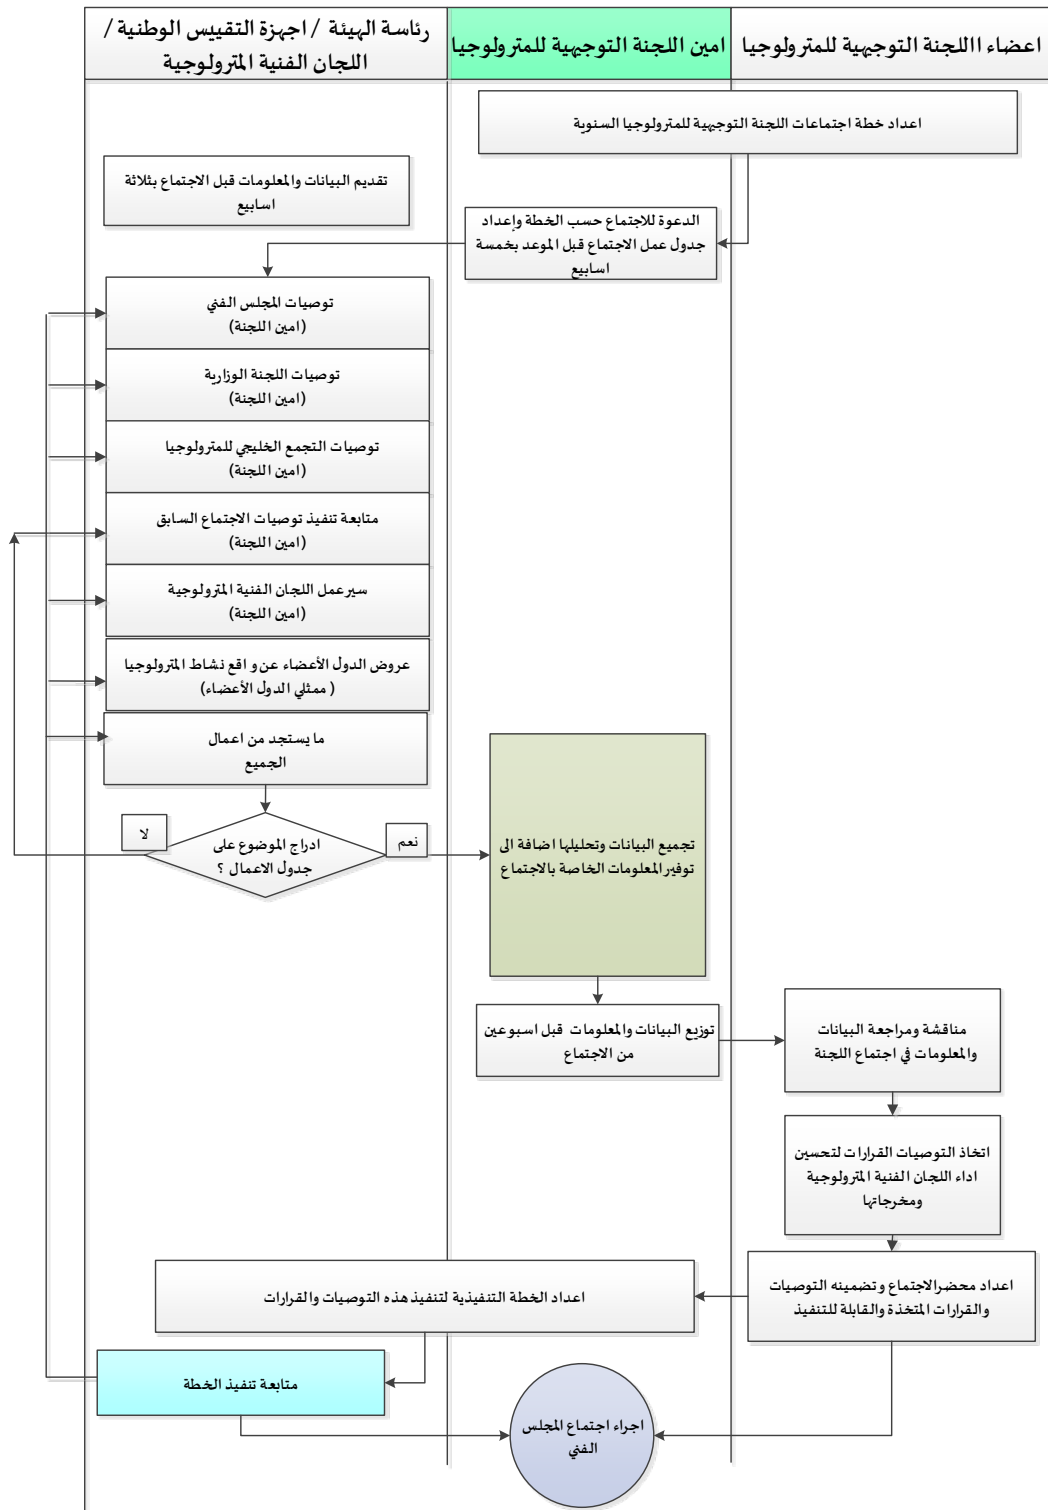 اعضاء االلجنة التوجهية للمترولوجيا
امين اللجنة التوجهية للمترولوجيا
رئاسة الهيئة / اجهزة التقييس الوطنية /
اللجان الفنية المترولوجية
اعداد خطة اجتماعات اللجنة التوجيهية للمترولوجيا السنوية
تقديم البيانات والمعلومات قبل الاجتماع بثلاثة
اسابيع
الدعوة للاجتماع حسب الخطة وإعداد
جدول عمل الاجتماع قبل الموعد بخمسة
اسابيع
توصيات المجلس الفني
(امين اللجنة)
توصيات اللجنة الوزارية
(امين اللجنة)
توصيات التجمع الخليجي للمترولوجيا
(امين اللجنة)
متابعة تنفيذ توصيات الاجتماع السابق
(امين اللجنة)
سير عمل اللجان الفنية المترولوجية
(امين اللجنة)
عروض الدول الأعضاء عن واقع نشاط المترولوجيا
( ممثلي الدول الأعضاء)
ما يستجد من اعمال
الجميع
لا
ادراج الموضوع على
جدول الاعمال ؟
نعم
تجميع البيانات وتحليلها اضافة الى
توفير المعلومات الخاصة بالاجتماع
توزيع البيانات والمعلومات قبل اسبوعين
من الاجتماع
مناقشة ومراجعة البيانات
والمعلومات في اجتماع اللجنة
اتخاذ التوصيات القرارات لتحسين
اداء اللجان الفنية المترولوجية
ومخرجاتها
اعداد محضر الاجتماع وتضمينه التوصيات
والقرارات المتخذة والقابلة للتنفيذ
اعداد الخطة التنفيذية لتنفيذ هذه التوصيات والقرارات
متابعة تنفيذ الخطة
اجراء اجتماع المجلس
الفني